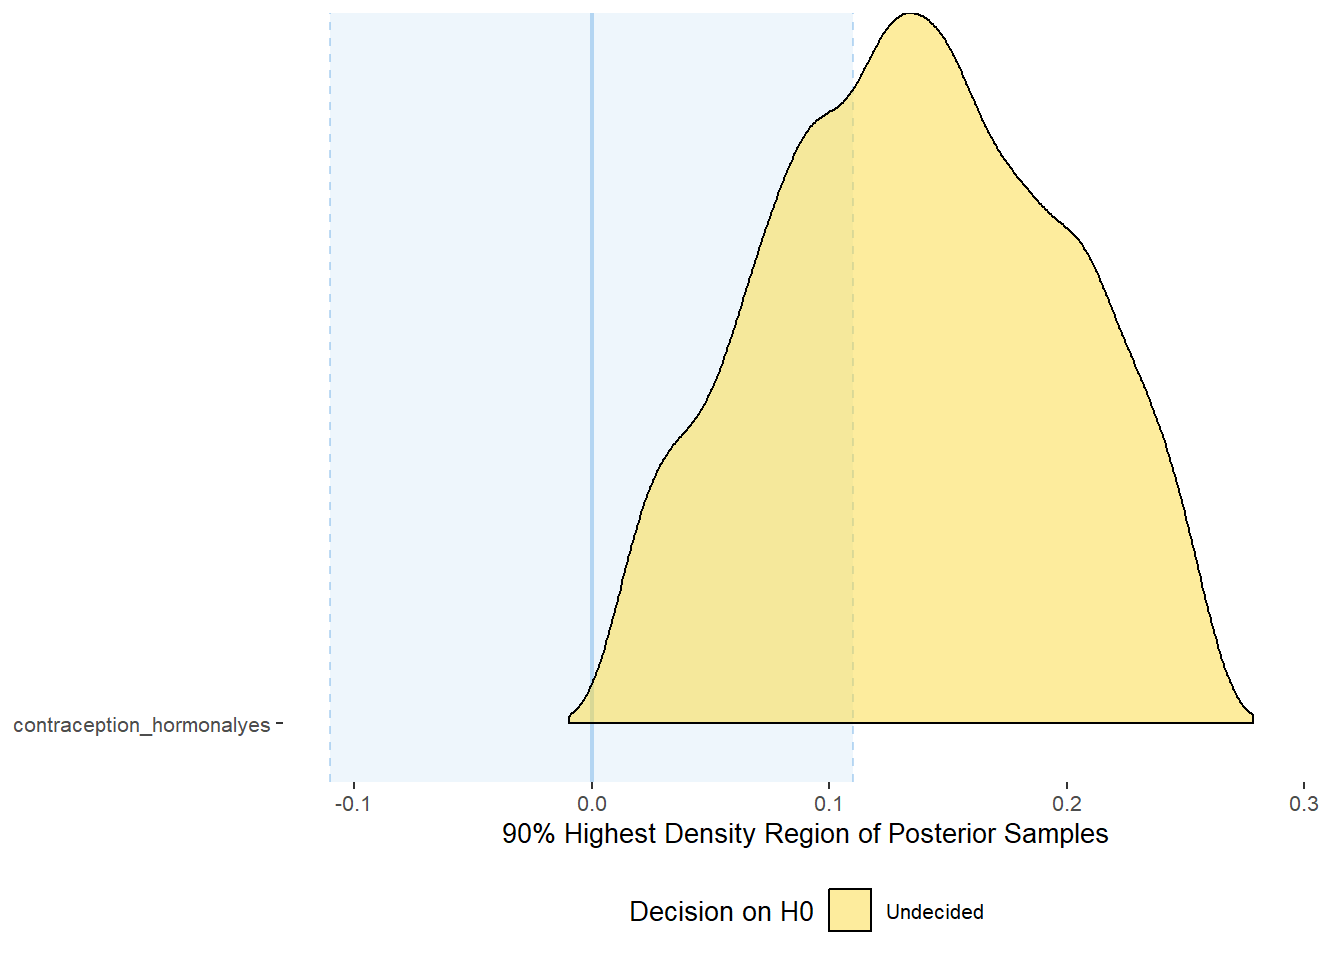 contraception_hormonalyes
-0.1 0.0 0.1 0.2 0.3
90% Highest Density Region of Posterior Samples
Decision on H0 Undecided